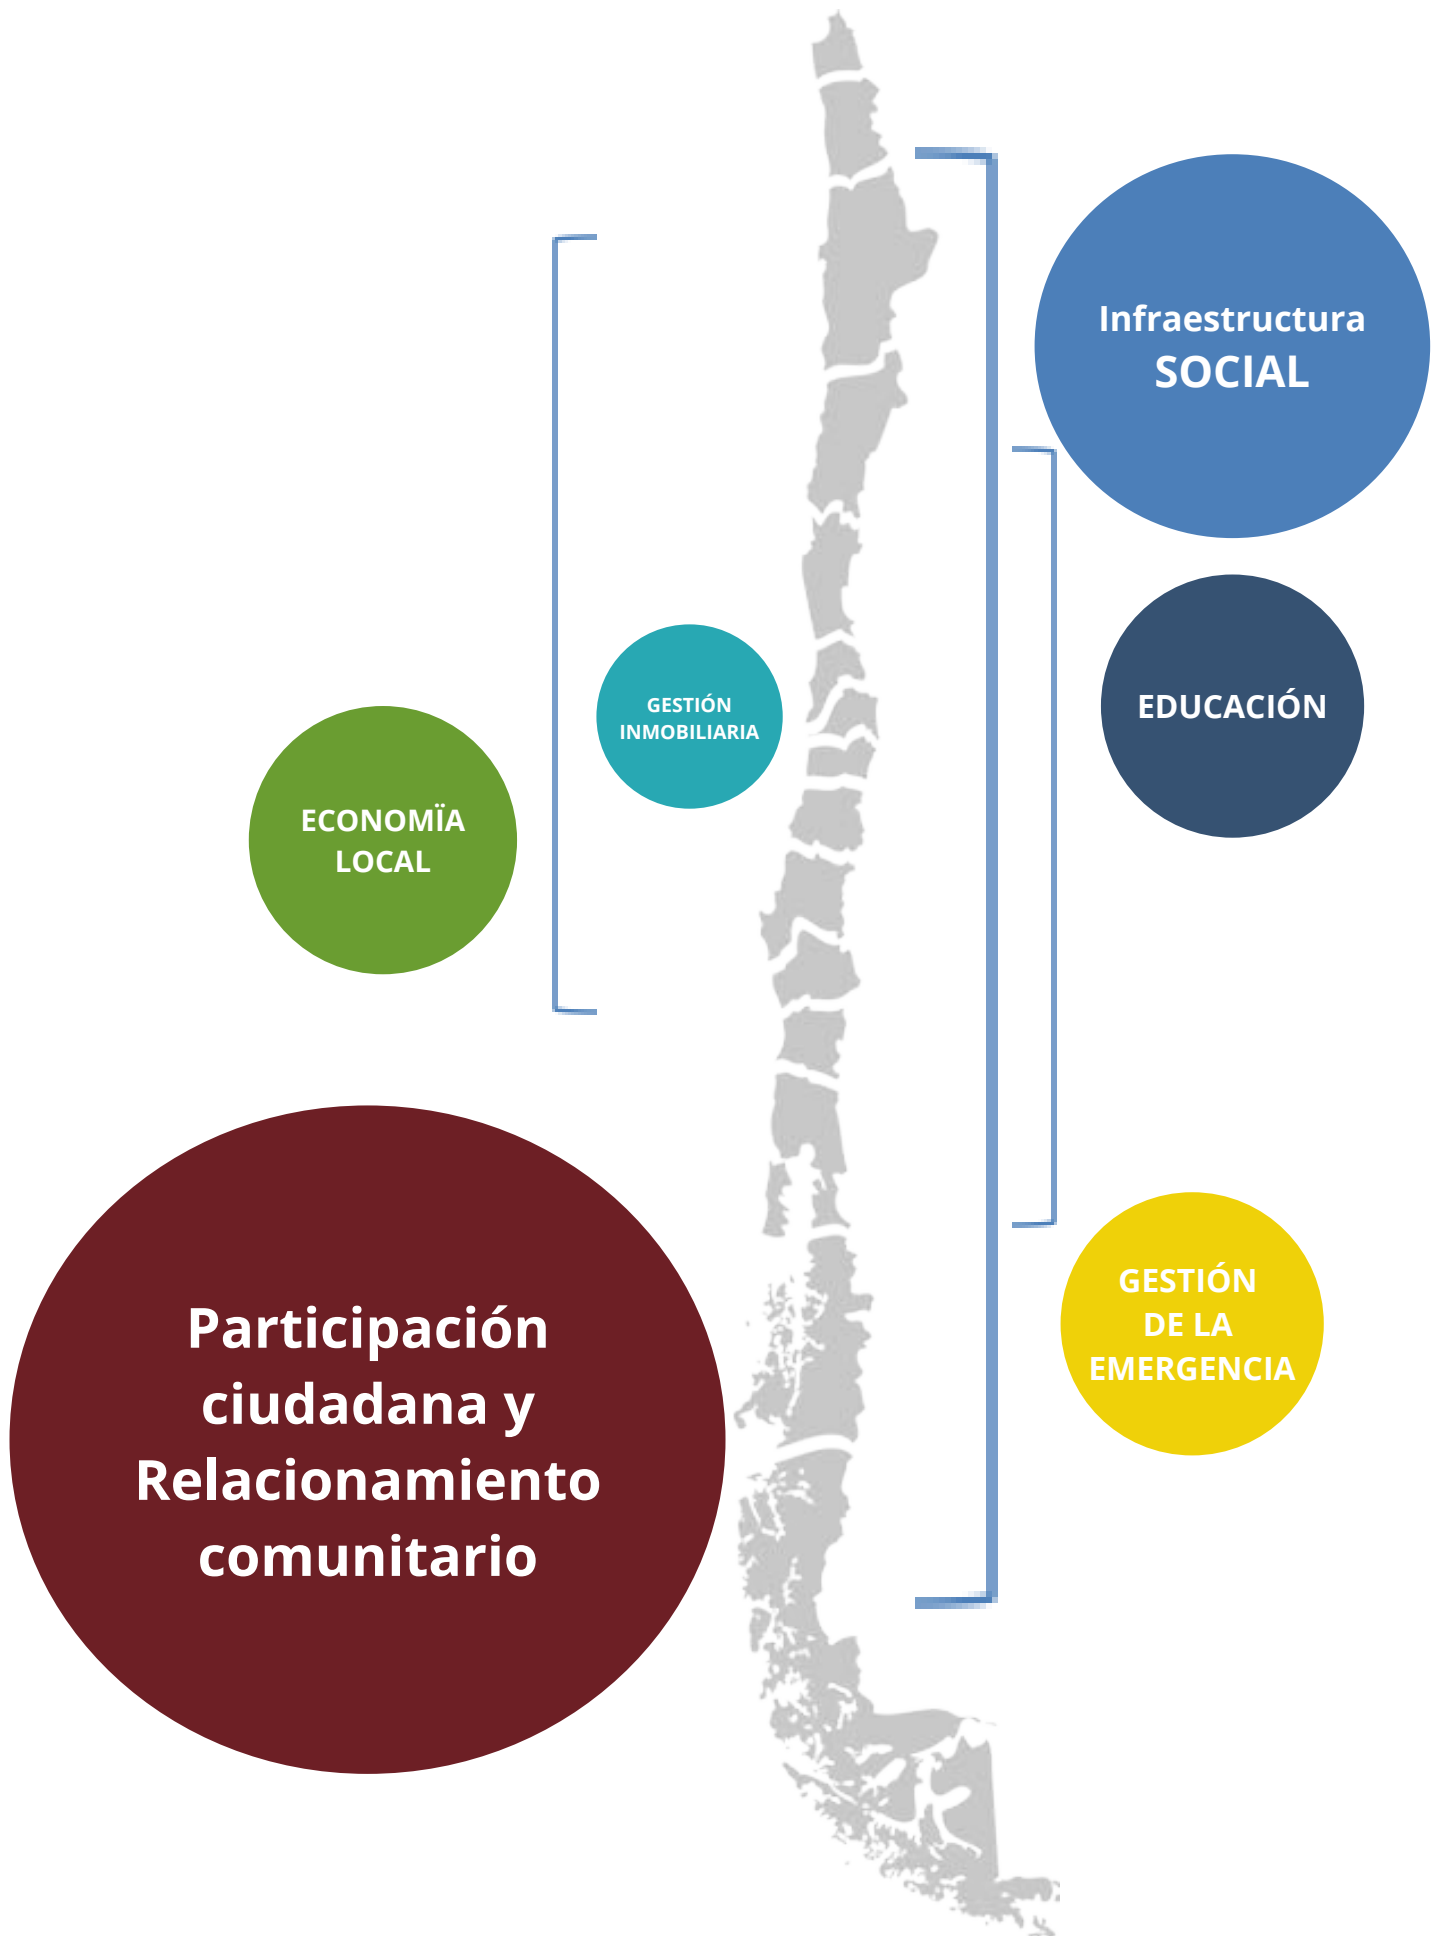 Infraestructura
SOCIAL
EDUCACIÓN
GESTIÓN
INMOBILIARIA
ECONOMÏA
LOCAL
GESTIÓN
DE LA
EMERGENCIA
Participación
ciudadana y
Relacionamiento
comunitario